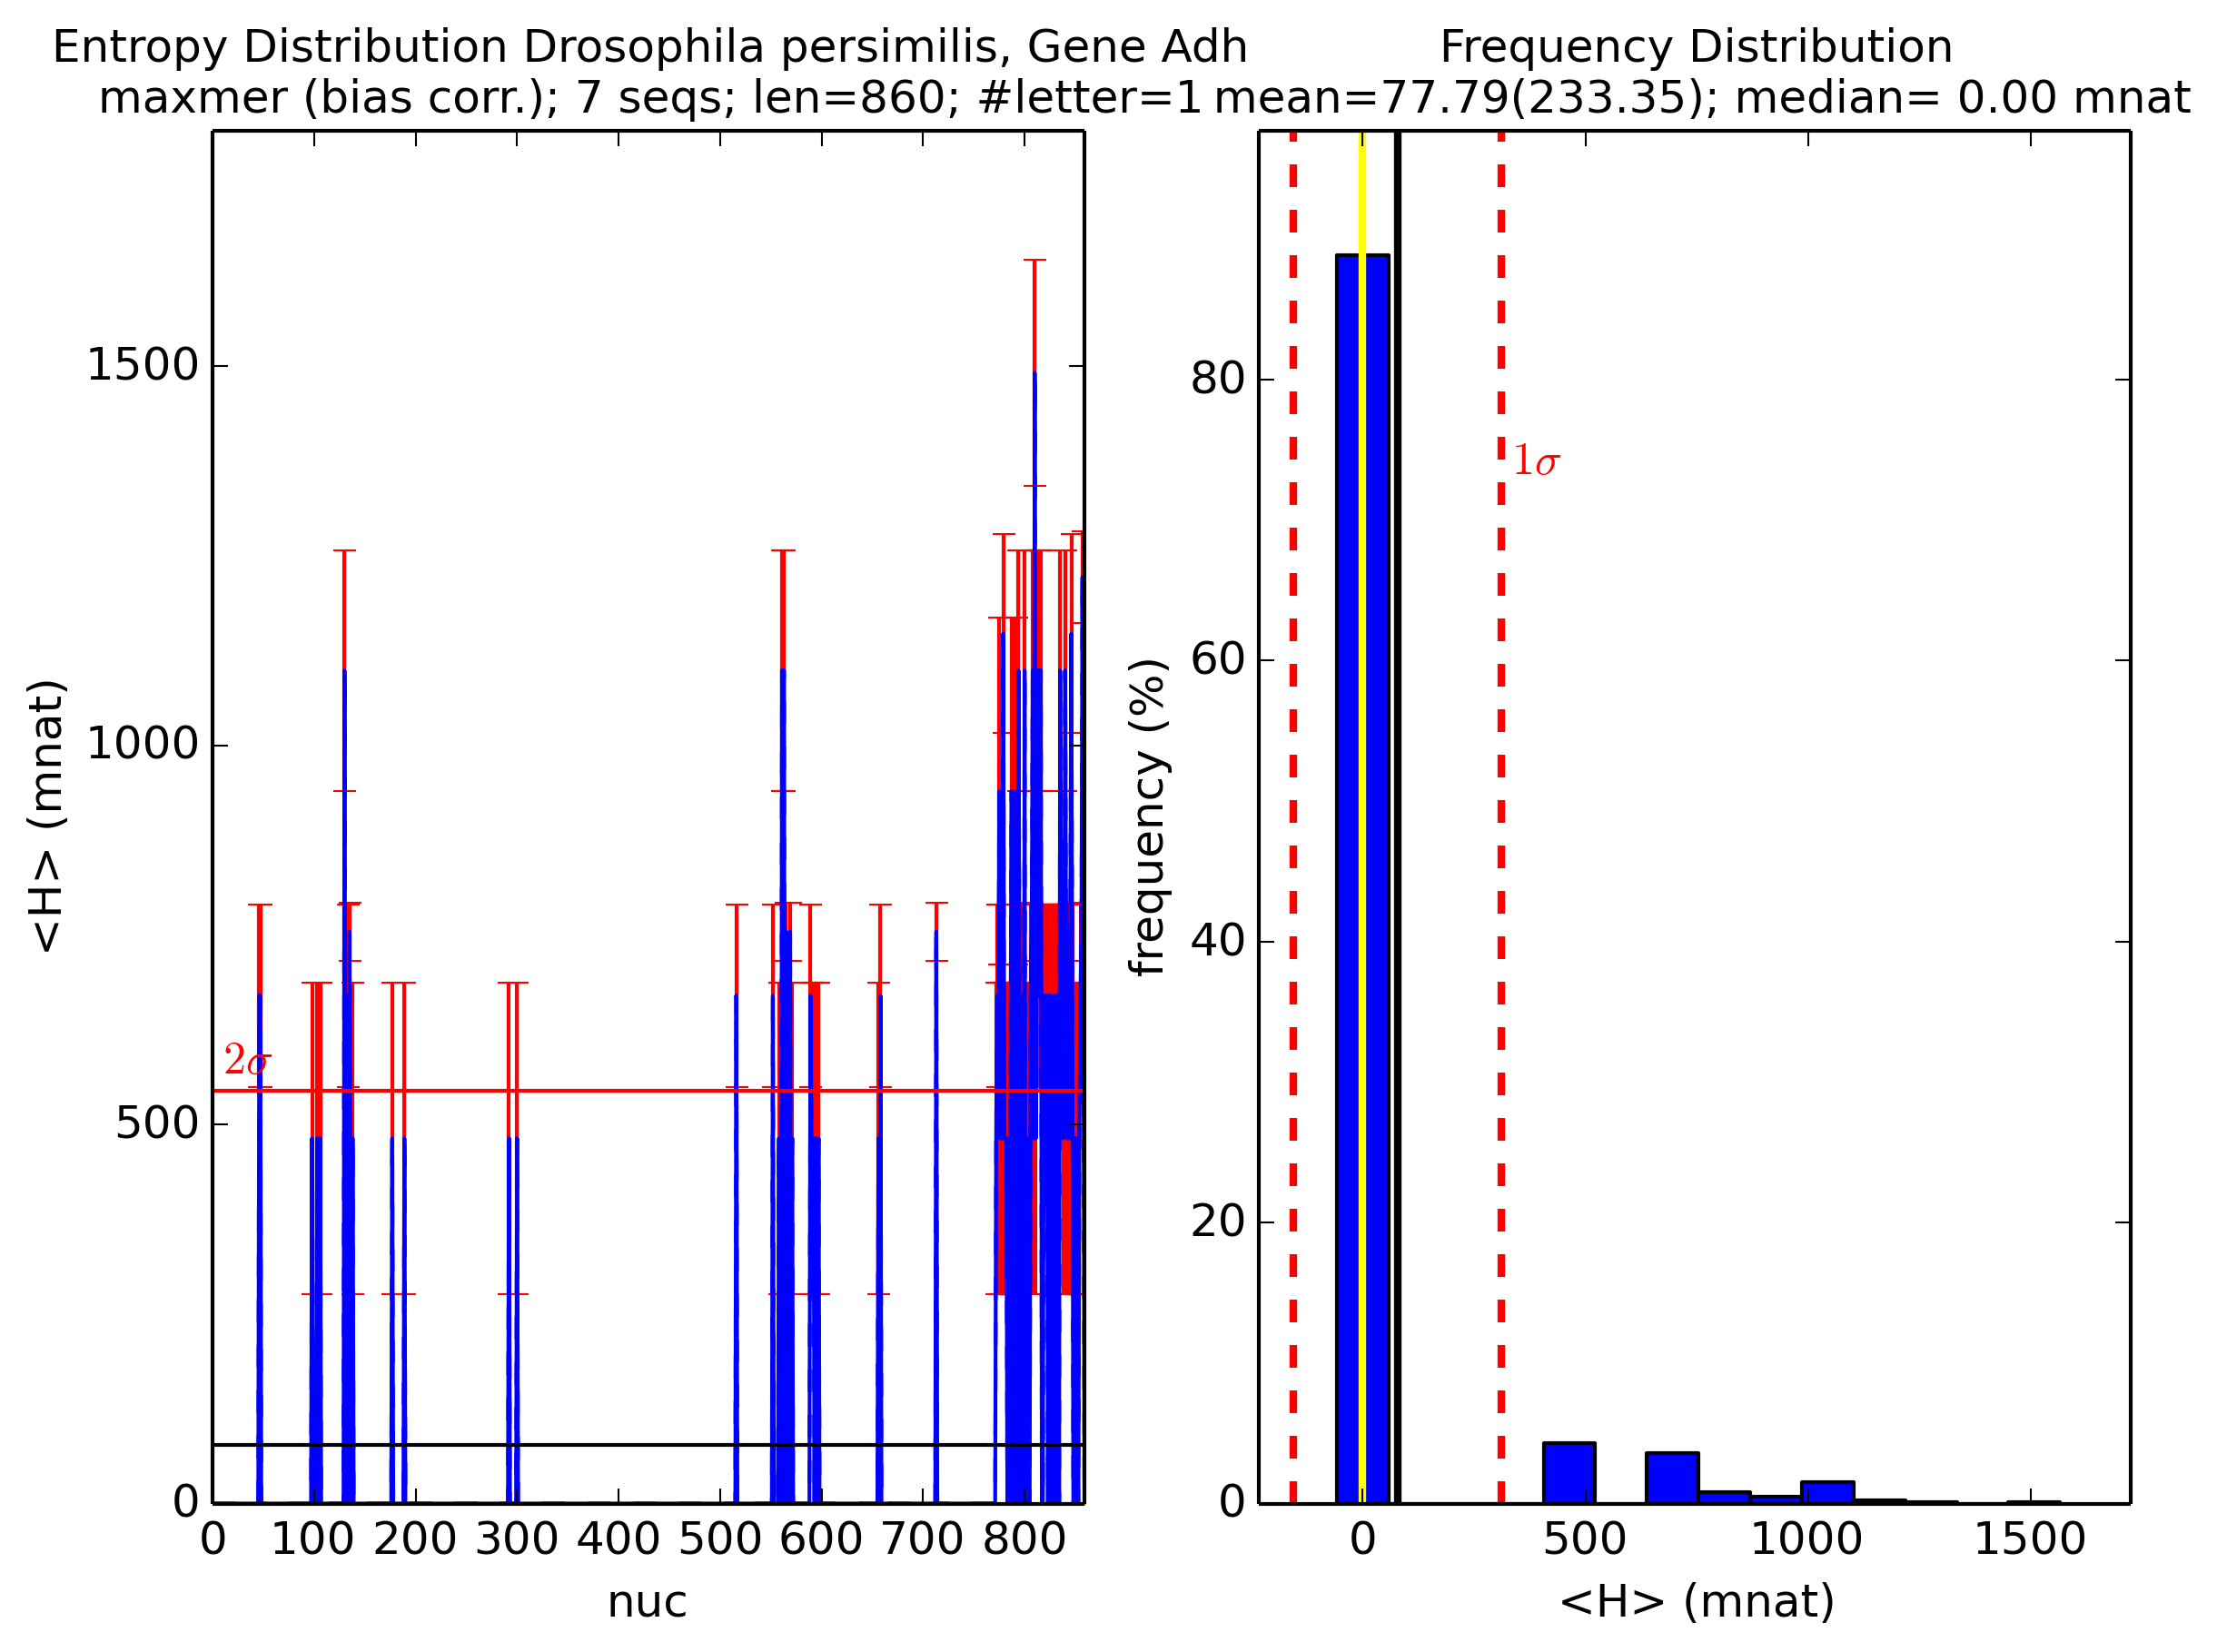 Entropy Distribution Drosophila persimilis, Gene Adh
maxmer (bias corr.); 7 seqs; len=860; #letter=1
<H> (mnat)
1500
1000
500
0
2σ
0 100 200 300 400 500 600 700 800
nuc
Frequency Distribution
mean=77.79(233.35); median= 0.00 mnat
frequency (%)
80
60
40
20
0
1σ
0 500 1000 1500
<H> (mnat)